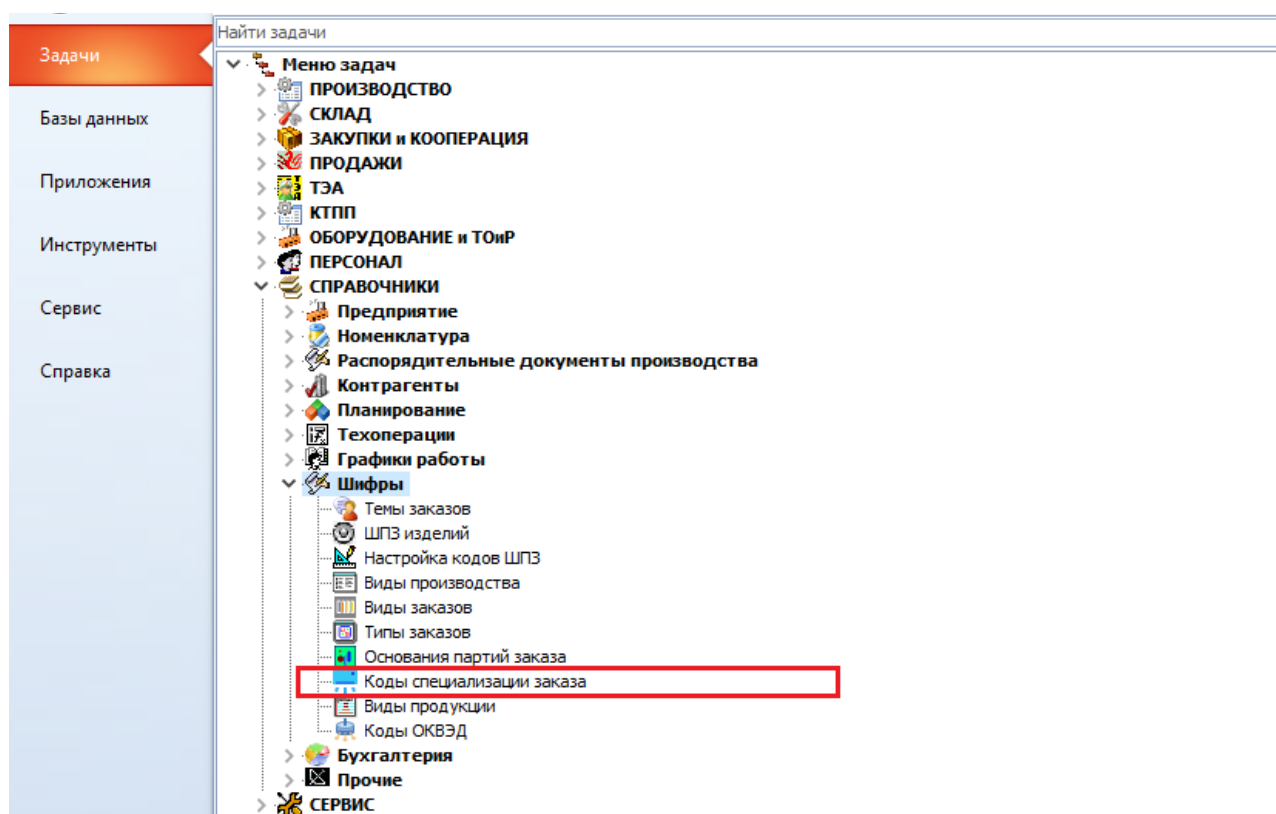 Найти задачи
Задачи
Базы данных
Приложения
Инструменты
Сервис
Справка
Меню задач
ПРОИЗВОДСТВО
СКЛАД
ЗАКУПКИ и КООПЕРАЦИЯ
ПРОДАЖИ
ТЭА
КТПП
ОБОРУДОВАНИЕ и ТОиР
ПЕРСОНАЛ
СПРАВОЧНИКИ
Предприятие
Номенклатура
Распорядительные документы производства
Контрагенты
Планирование
Техоперации
Графики работы
Шифры
Темы заказов
ШПЗ изделий
Настройка кодов ШПЗ
Виды производства
Виды заказов
Типы заказов
Основания партий заказа
Коды специализации заказа
Виды продукции
Коды ОКВЭД
Бухгалтерия
Прочие
СЕРВИС